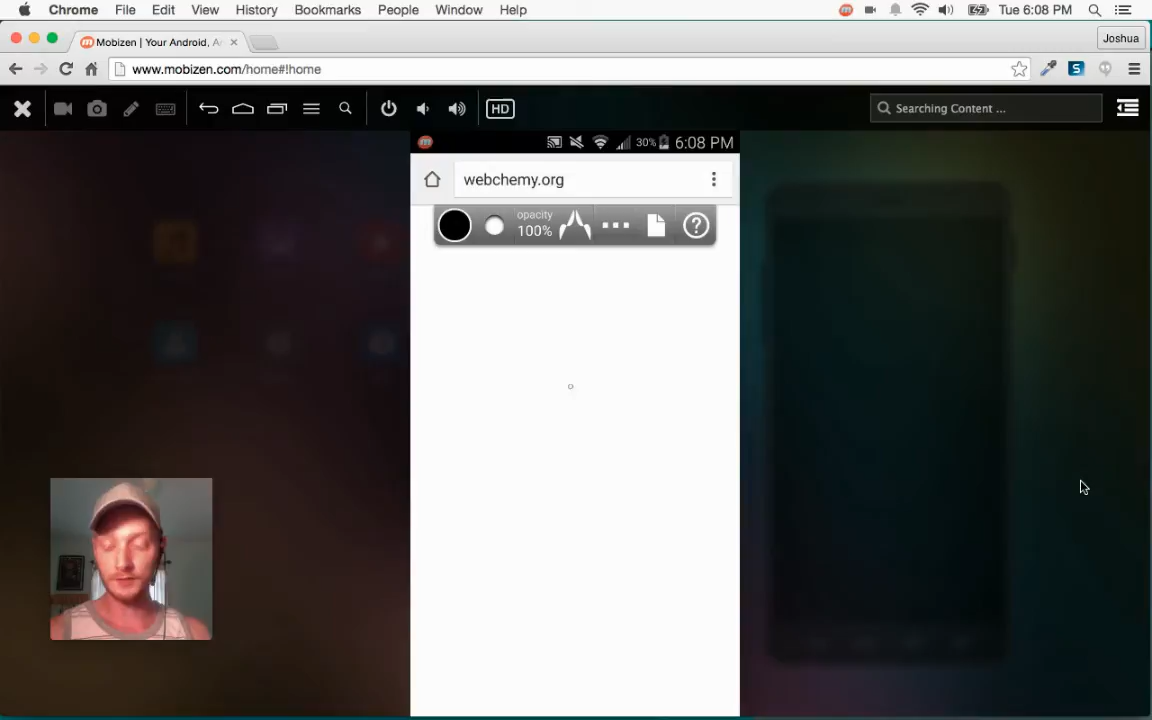 Chrome File Edit View History Bookmarks People Window Help Tue 6:08 PM
Mobizen | Your Android, A Joshua
www.mobizen.com/home#!home
HD Searching Content ...
30% 6:08 PM
webchemy.org
opacity
100%